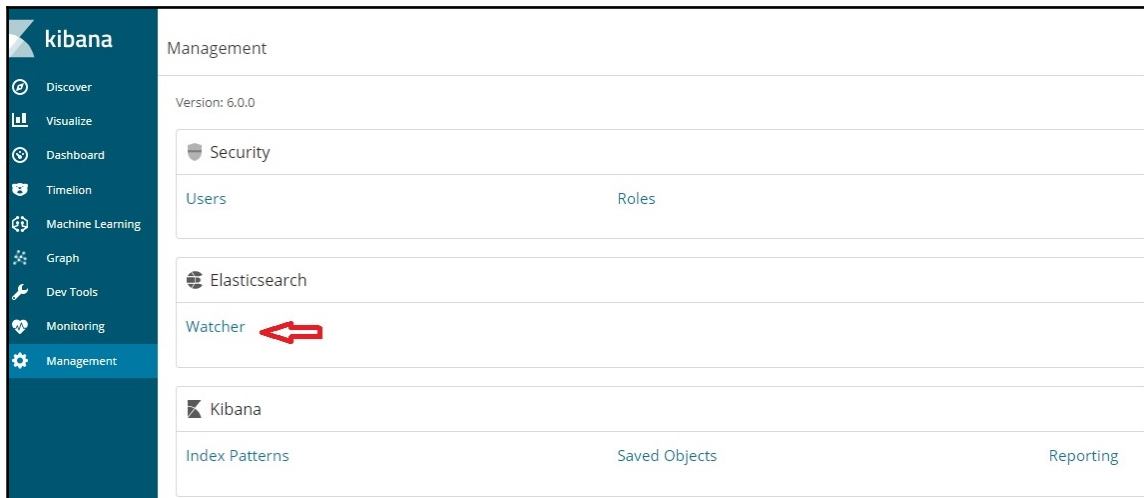 kibana
Discover
Visualize
Dashboard
Timelion
Machine Learning
Graph
Dev Tools
Monitoring
Management
Management
Version: 6.0.0
Security
Users Roles
Elasticsearch
Watcher
Kibana
Index Patterns Saved Objects Reporting